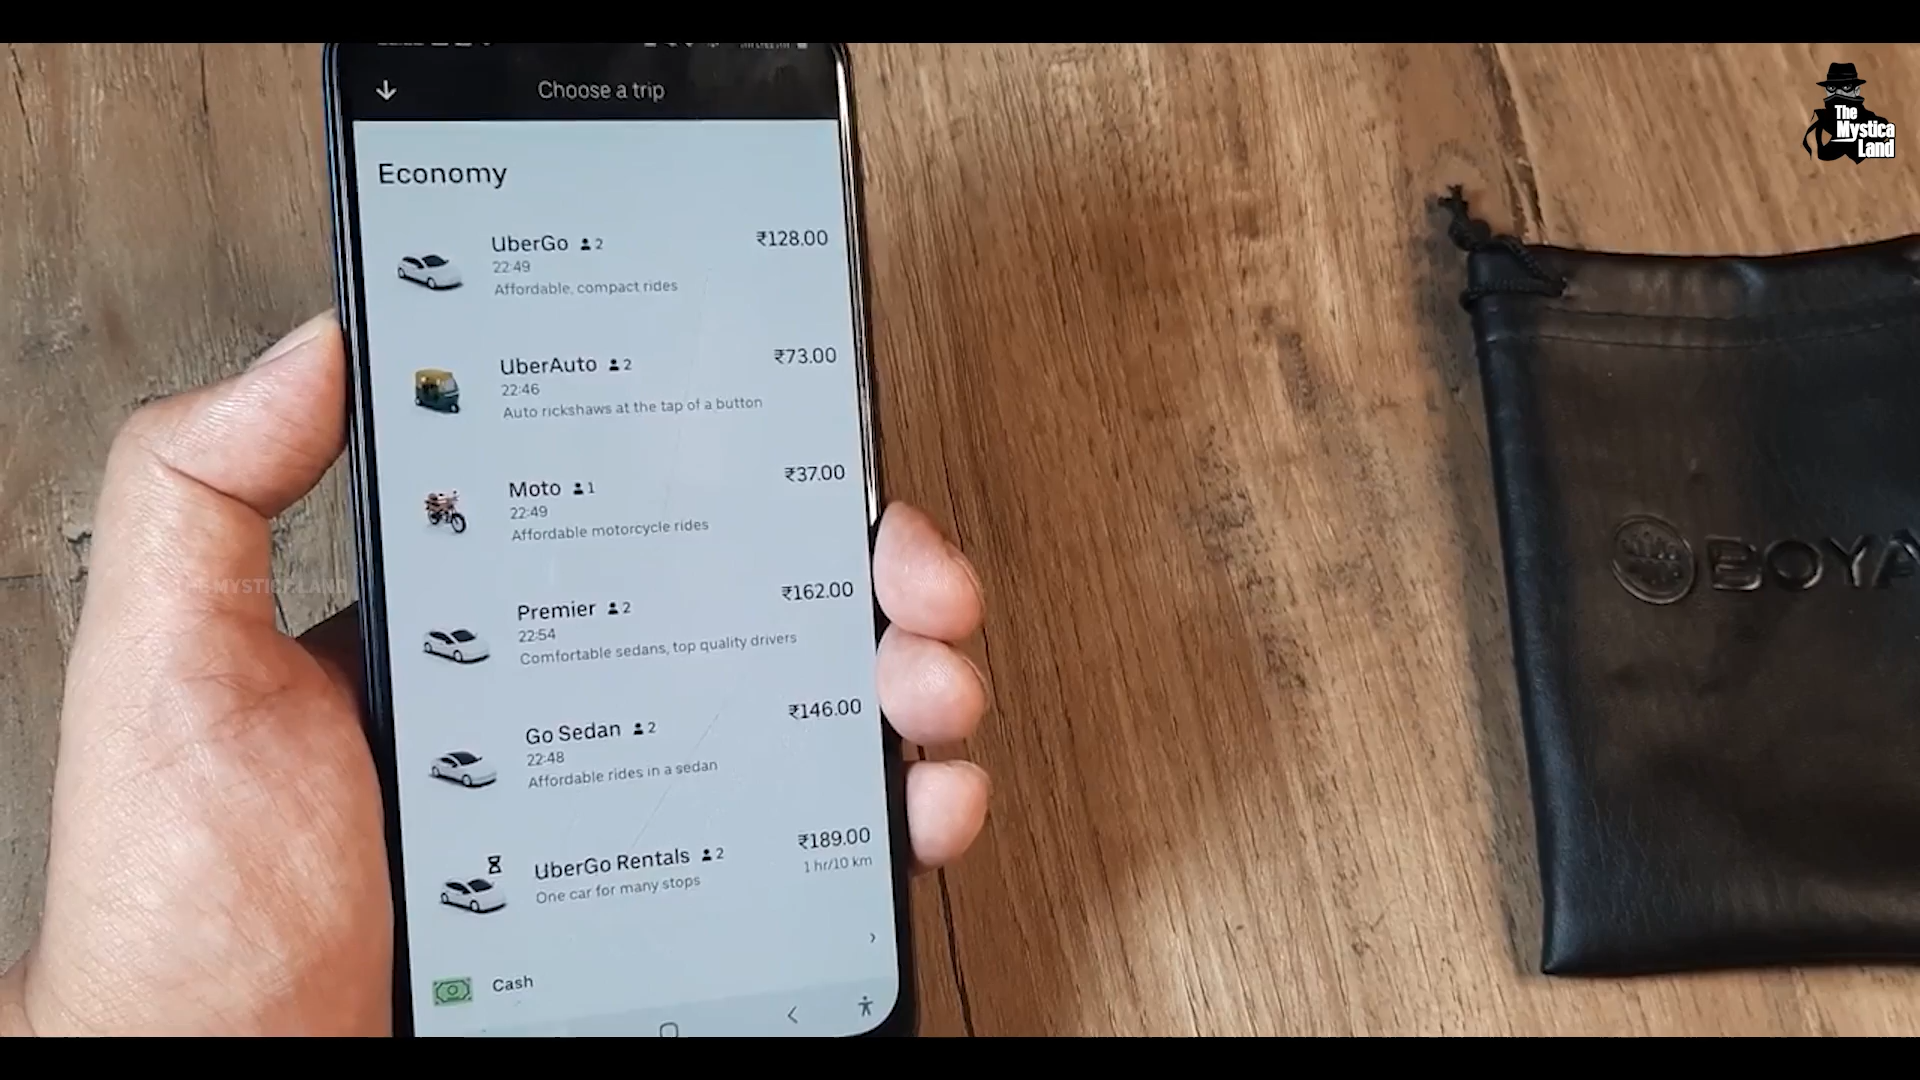 Choose a trip
Economy
UberGo 2
₹128.00
22:49
Affordable, compact rides
UberAuto 2
₹73.00
22:46
Auto rickshaws at the tap of a button
Moto 1
₹37.00
22:49
Affordable motorcycle rides
Premier 2
₹162.00
22:54
Comfortable sedans, top quality drivers
Go Sedan 2
₹146.00
22:48
Affordable rides in a sedan
UberGo Rentals 2
₹189.00
1 hr/10 km
One car for many stops
Cash
The
Mystica
Land
THE MYSTICA LAND
BOYA